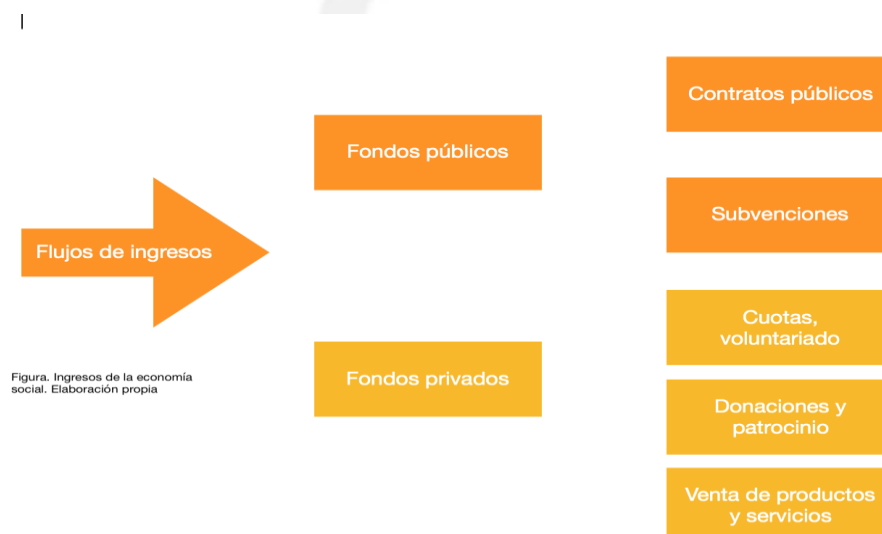 Contratos públicos
Fondos públicos
Subvenciones
Flujos de ingresos
Cuotas,
voluntariado
Figura. Ingresos de la economía
social. Elaboración propia
Fondos privados
Donaciones y
patrocinio
Venta de productos
y servicios